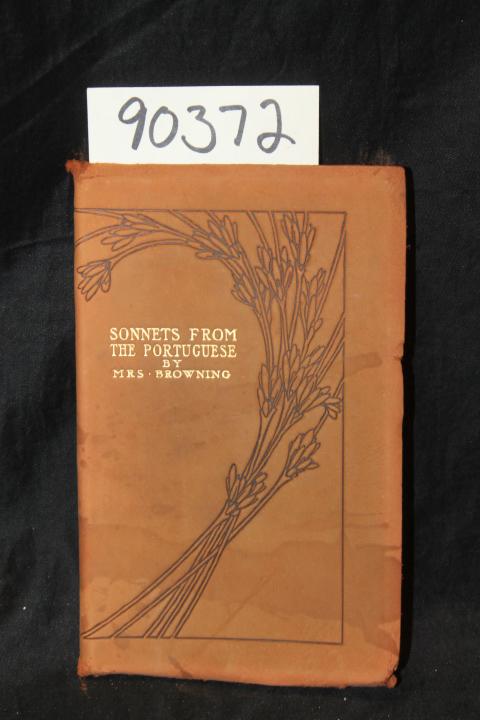 90372
SONNETS FROM
THE PORTUGUESE
BY
MRS · BROWNING